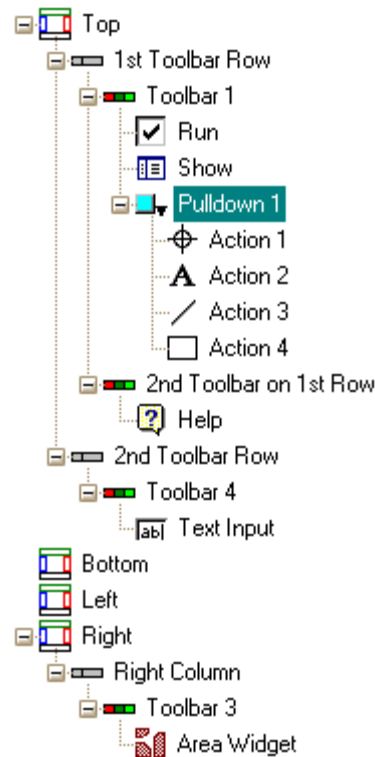 Top
1st Toolbar Row
Toolbar 1
Run
Show
Pulldown 1
Action 1
A Action 2
Action 3
Action 4
2nd Toolbar on 1st Row
? Help
2nd Toolbar Row
Toolbar 4
ab Text Input
Bottom
Left
Right
Right Column
Toolbar 3
Area Widget